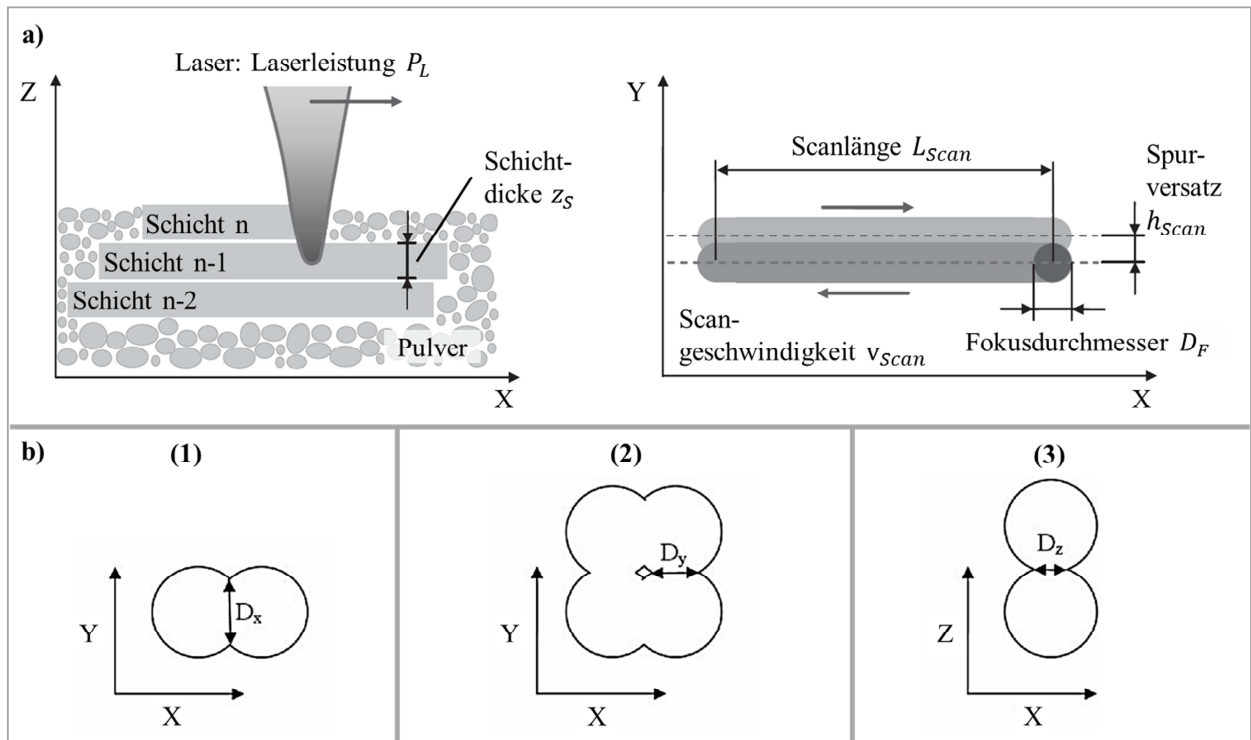 a)
Laser: Laserleistung P_L
Z
Schicht-
dicke z_S
Schicht n
Schicht n-1
Schicht n-2
Pulver
X
Y
Scanlänge L_Scan
Spur-
versatz
h_Scan
Scan-
geschwindigkeit v_Scan
Fokusdurchmesser D_F
X
b)
(1)
Y
D_x
X
(2)
Y
D_y
X
(3)
Z
D_z
X